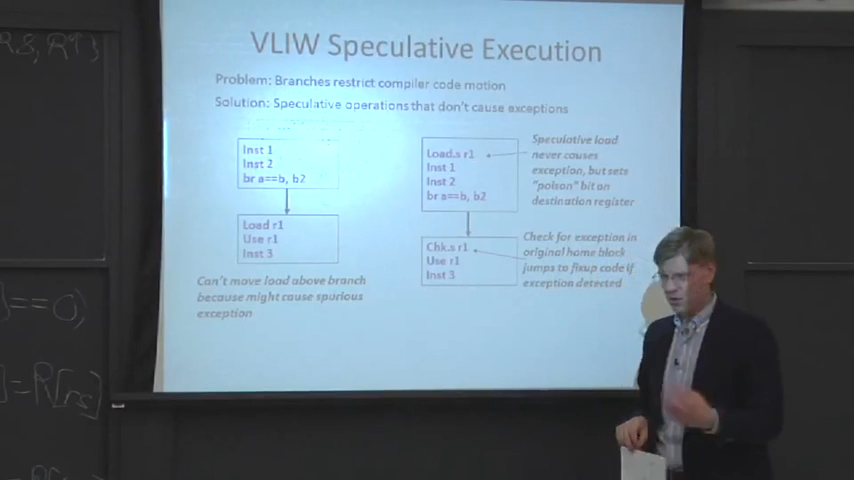 R8, R9}
VLIW Speculative Execution
Problem: Branches restrict compiler code motion
Solution: Speculative operations that don't cause exceptions
Inst 1
Inst 2
br a==b, b2
Load r1
Use r1
Inst 3
Can't move load above branch
because might cause spurious
exception
Load.s r1
Inst 1
Inst 2
br a==b, b2
Chk.s r1
Use r1
Inst 3
Speculative load
never causes
exception, but sets
"poison" bit on
destination register
Check for exception in
original home block
jumps to fixup code if
exception detected
]==0)
]=R[rs]